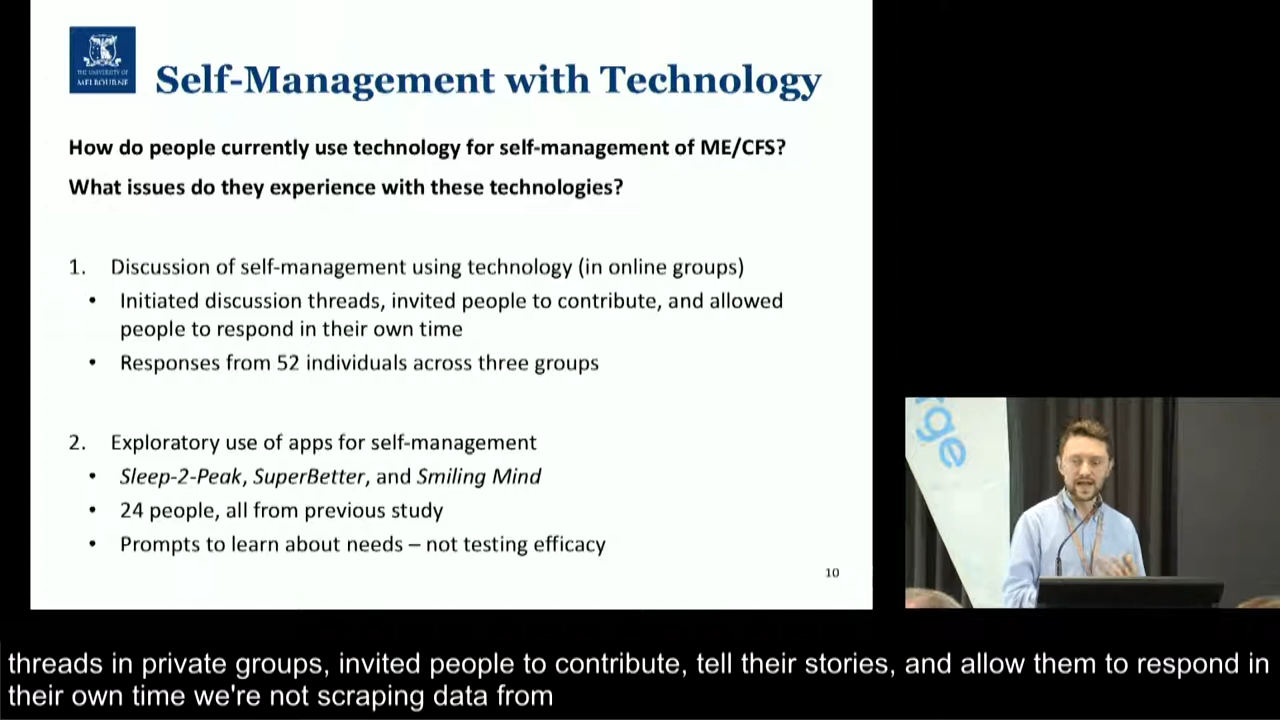 THE UNIVERSITY OF
MELBOURNE
Self-Management with Technology
How do people currently use technology for self-management of ME/CFS?
What issues do they experience with these technologies?
1. Discussion of self-management using technology (in online groups)
• Initiated discussion threads, invited people to contribute, and allowed
people to respond in their own time
• Responses from 52 individuals across three groups
2. Exploratory use of apps for self-management
• Sleep-2-Peak, SuperBetter, and Smiling Mind
• 24 people, all from previous study
• Prompts to learn about needs – not testing efficacy
10
rge
threads in private groups, invited people to contribute, tell their stories, and allow them to respond in
their own time we're not scraping data from